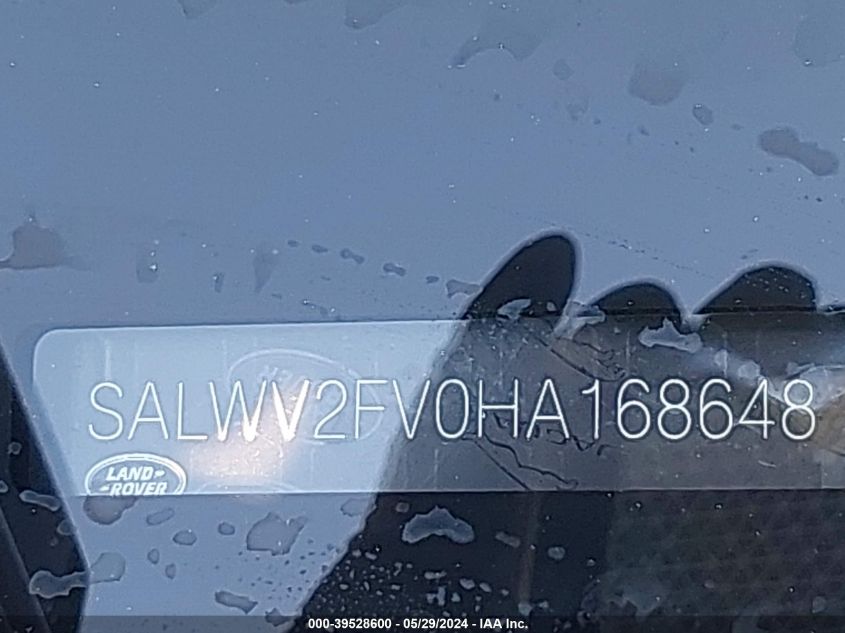 SALWV2FV0HA168648
LAND-
-ROVER
000-39528600 - 05/29/2024 - IAA Inc.